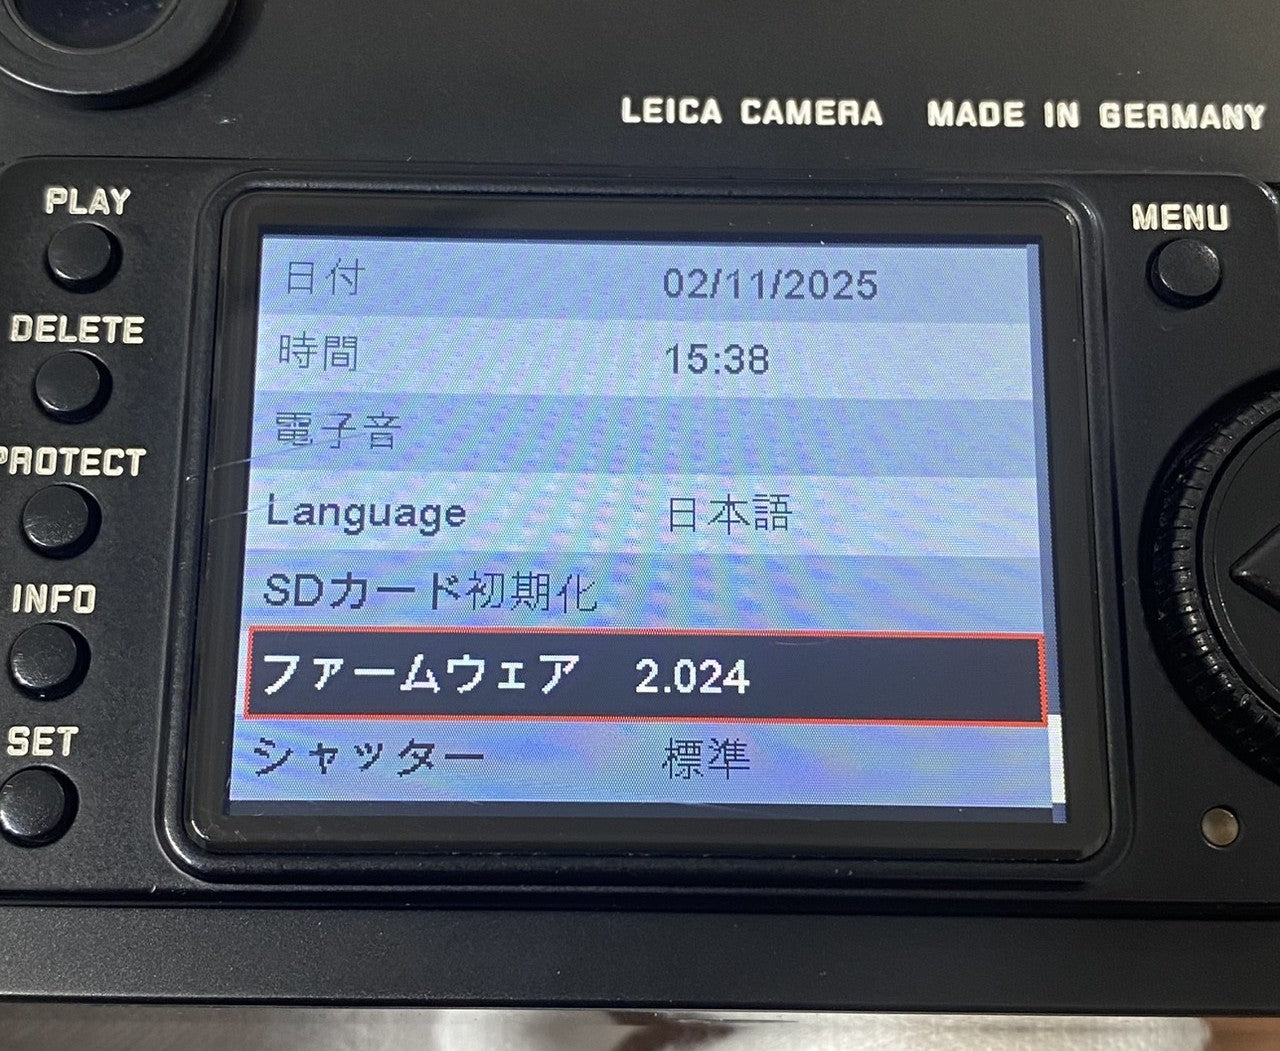 LEICA CAMERA MADE IN GERMANY
PLAY
DELETE
PROTECT
INFO
SET
MENU
日付 02/11/2025
時間 15:38
電子音
Language 日本語
SDカード初期化
ファームウェア 2.024
シャッター 標準